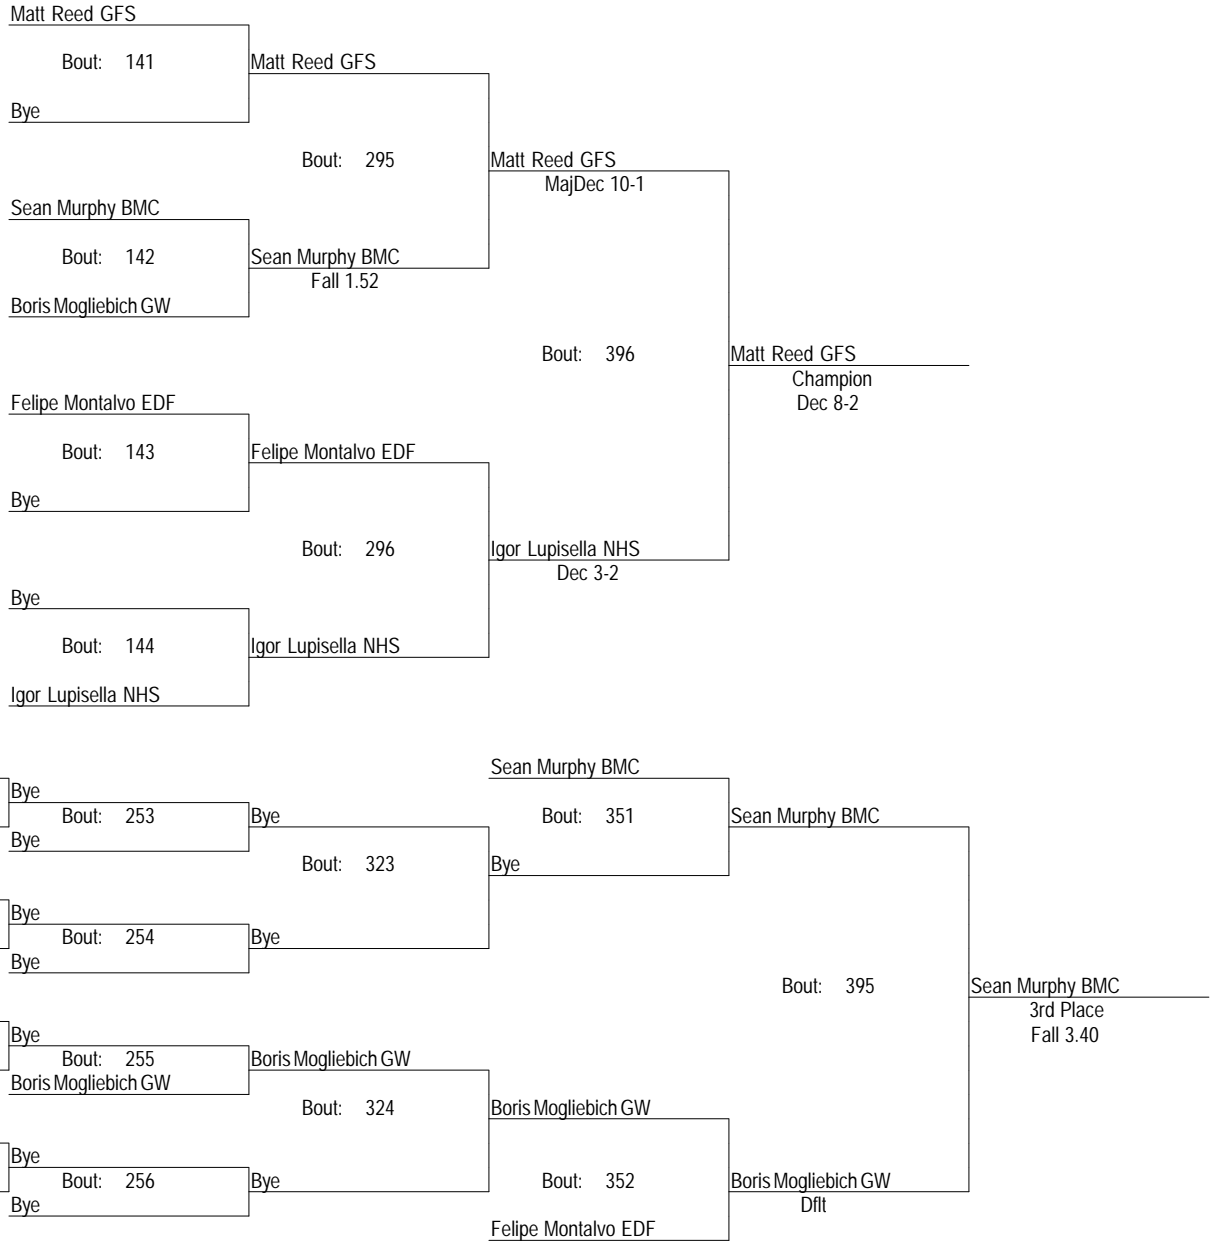 Matt Reed GFS
Bout: 141
Matt Reed GFS
Bye
Bout: 295
Matt Reed GFS
MajDec 10-1
Sean Murphy BMC
Bout: 142
Sean Murphy BMC
Fall 1.52
Boris Mogliebich GW
Bout: 396
Matt Reed GFS
Champion
Dec 8-2
Felipe Montalvo EDF
Bout: 143
Felipe Montalvo EDF
Bye
Bout: 296
Igor Lupisella NHS
Dec 3-2
Bye
Bout: 144
Igor Lupisella NHS
Igor Lupisella NHS
Sean Murphy BMC
Bye
Bout: 253
Bye
Bout: 351
Sean Murphy BMC
Bye
Bout: 323
Bye
Bye
Bout: 254
Bye
Bye
Bout: 395
Sean Murphy BMC
3rd Place
Fall 3.40
Bye
Bout: 255
Boris Mogliebich GW
Boris Mogliebich GW
Bout: 324
Boris Mogliebich GW
Bye
Bout: 256
Bye
Bout: 352
Boris Mogliebich GW
Dflt
Bye
Felipe Montalvo EDF